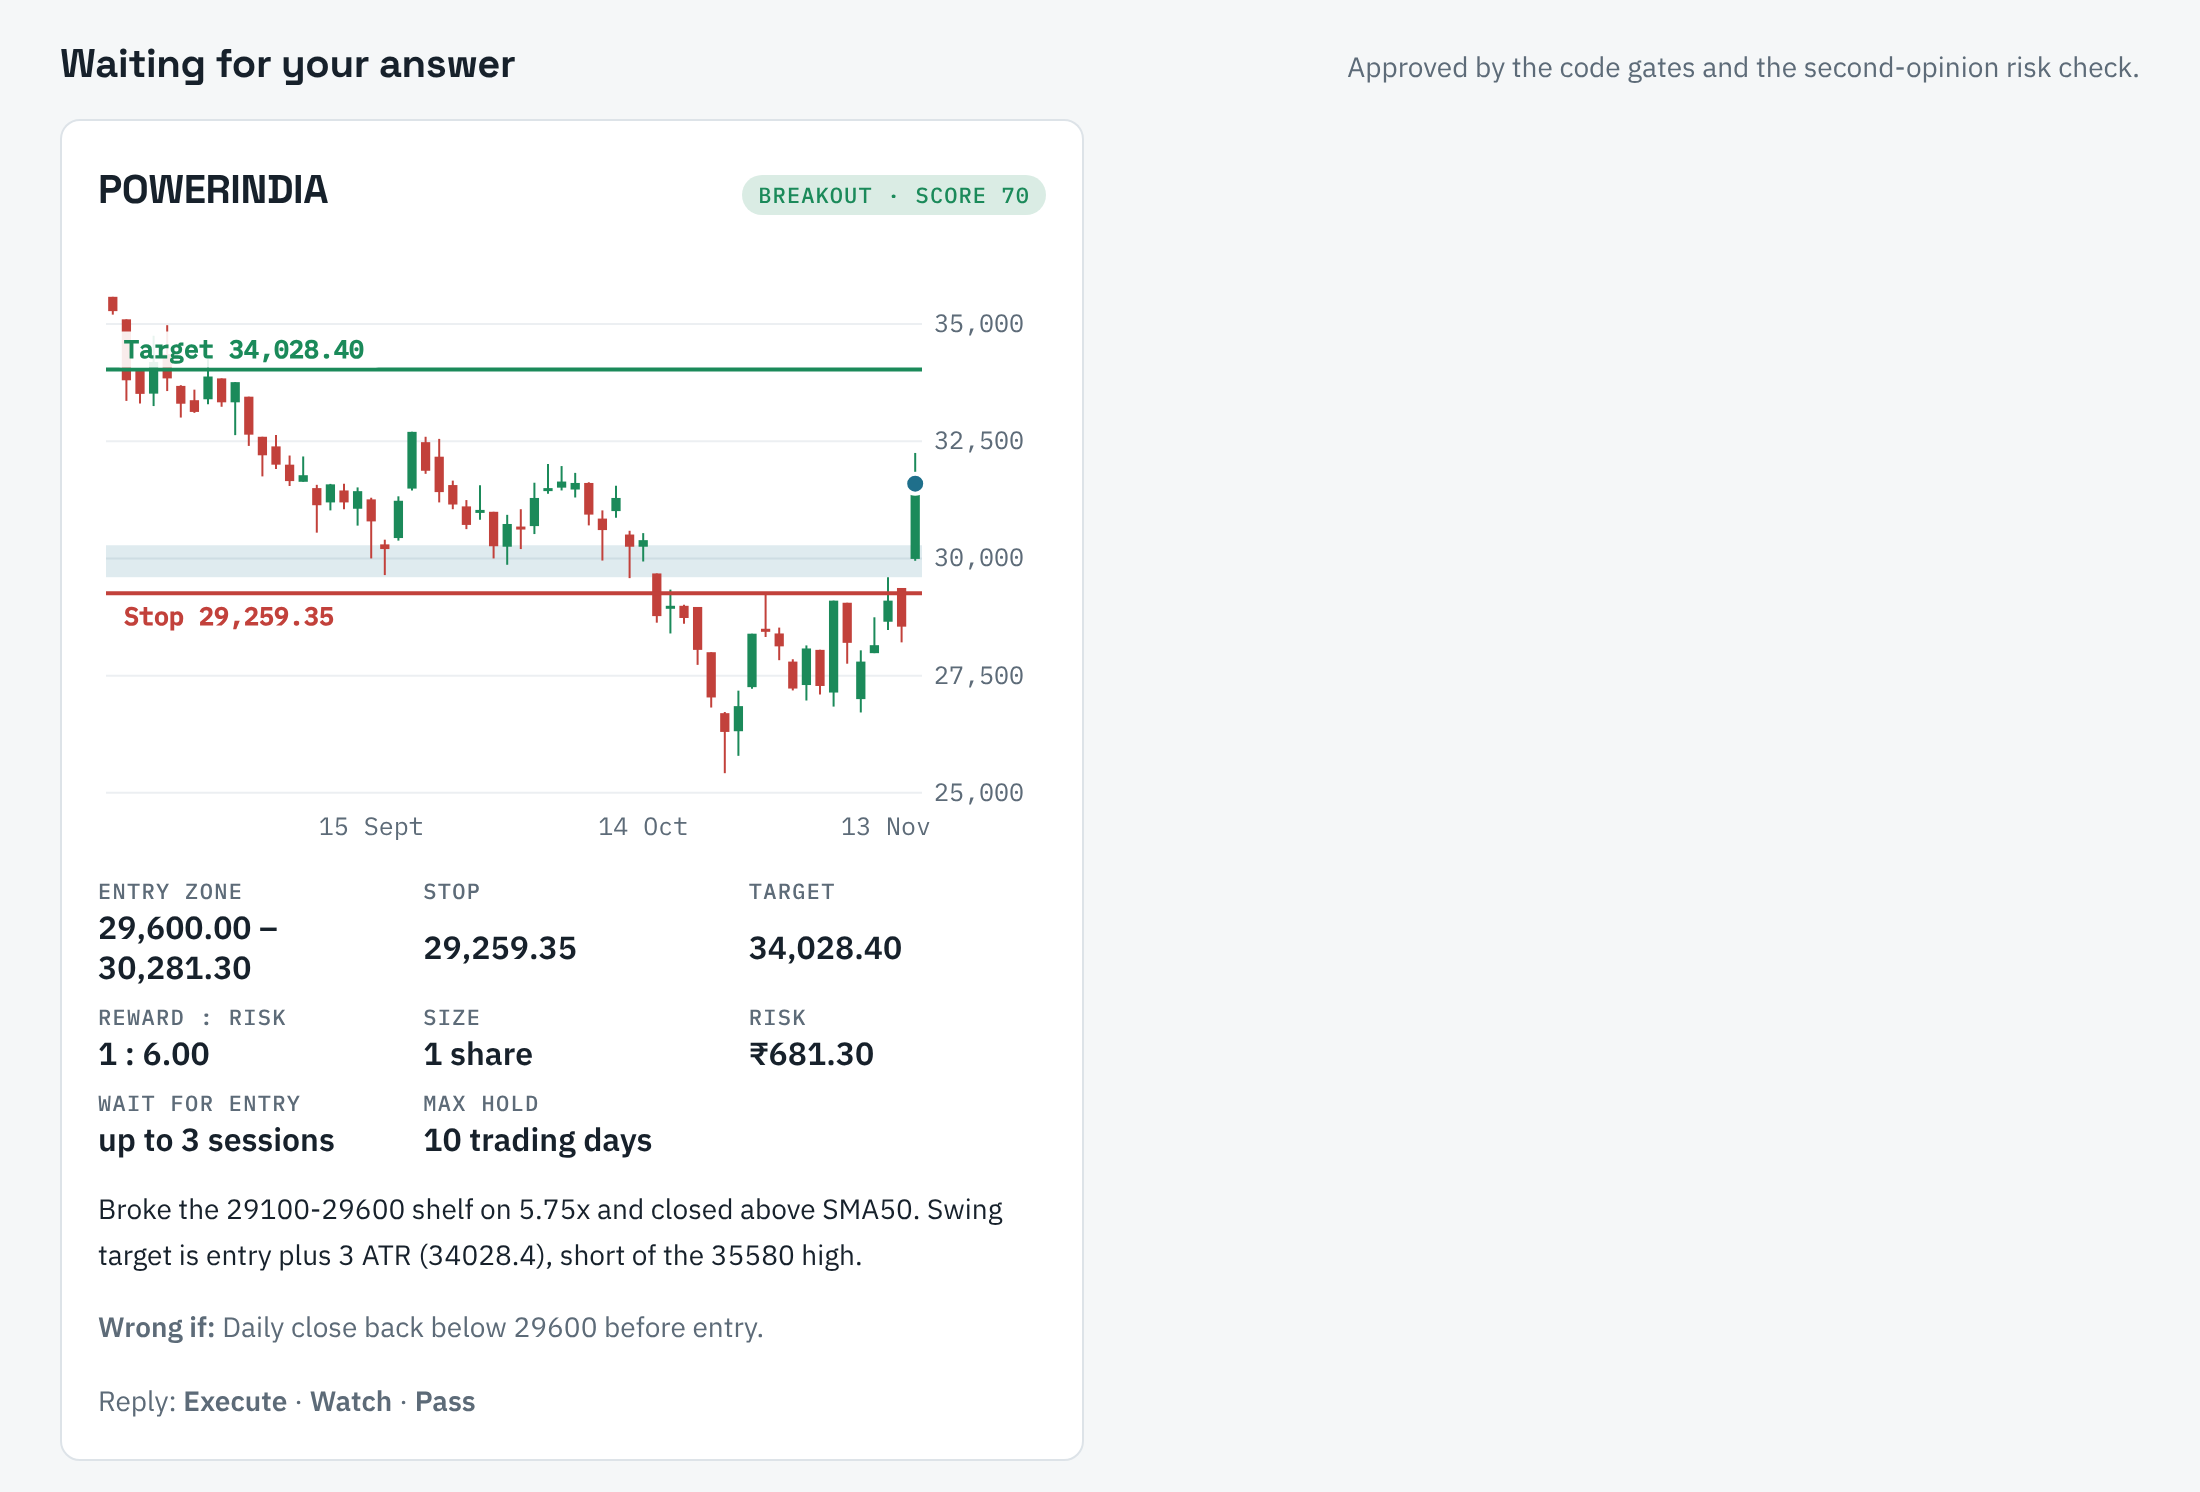 Waiting for your answer
Approved by the code gates and the second-opinion risk check.
POWERINDIA
BREAKOUT · SCORE 70
35,000
Target 34,028.40
32,500
30,000
Stop 29,259.35
27,500
25,000
15 Sept 14 Oct 13 Nov
ENTRY ZONE
29,600.00 –
30,281.30
STOP
29,259.35
TARGET
34,028.40
REWARD : RISK
1 : 6.00
SIZE
1 share
RISK
₹681.30
WAIT FOR ENTRY
up to 3 sessions
MAX HOLD
10 trading days
Broke the 29100-29600 shelf on 5.75x and closed above SMA50. Swing
target is entry plus 3 ATR (34028.4), short of the 35580 high.
Wrong if: Daily close back below 29600 before entry.
Reply: Execute · Watch · Pass